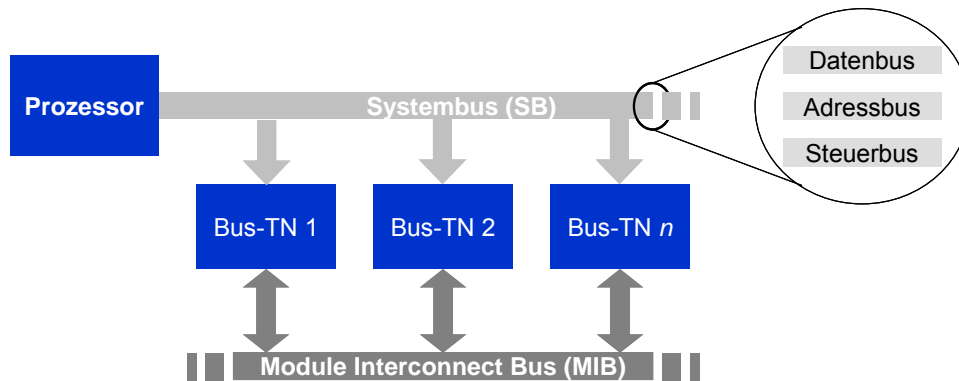 Prozessor
Systembus (SB)
Datenbus
Adressbus
Steuerbus
Bus-TN 1
Bus-TN 2
Bus-TN n
Module Interconnect Bus (MIB)